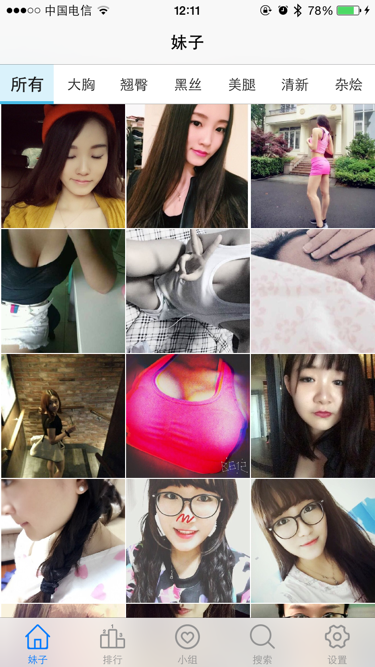 中国电信 12:11 78%
妹子
所有 大胸 翘臀 黑丝 美腿 清新 杂烩
妹子 排行 小组 搜索 设置